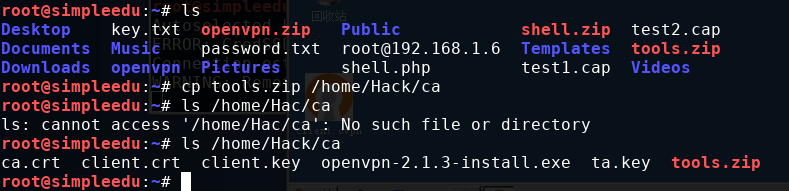 root@simpleedu:~# ls
Desktop key.txt openvpn.zip Public shell.zip test2.cap
Documents Music password.txt root@192.168.1.6 Templates tools.zip
Downloads openvpn Pictures shell.php test1.cap Videos
root@simpleedu:~# cp tools.zip /home/Hack/ca
root@simpleedu:~# ls /home/Hac/ca
ls: cannot access '/home/Hac/ca': No such file or directory
root@simpleedu:~# ls /home/Hack/ca
ca.crt client.crt client.key openvpn-2.1.3-install.exe ta.key tools.zip
root@simpleedu:~#
回收站